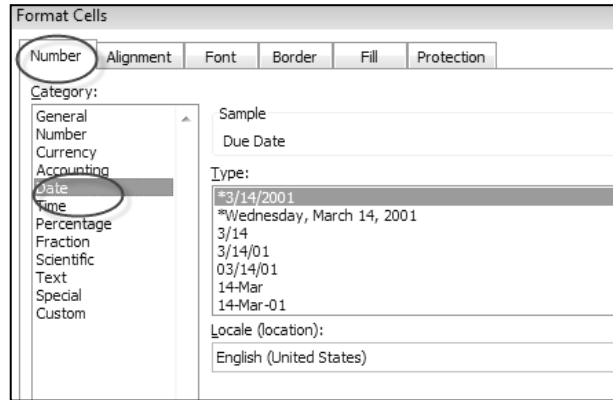 Format Cells
Number Alignment Font Border Fill Protection
Category:
General
Number
Currency
Accounting
Date
Time
Percentage
Fraction
Scientific
Text
Special
Custom
Sample
Due Date
Type:
*3/14/2001
*Wednesday, March 14, 2001
3/14
3/14/01
03/14/01
14-Mar
14-Mar-01
Locale (location):
English (United States)